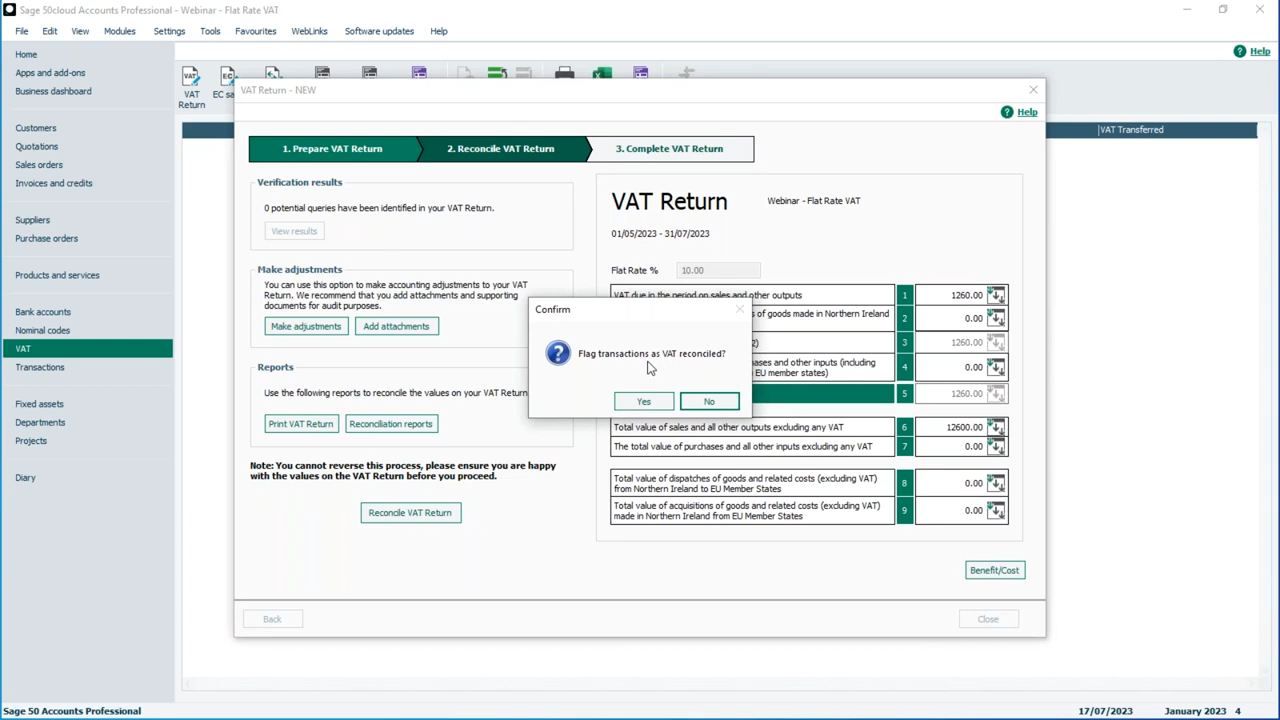 Sage 50cloud Accounts Professional - Webinar - Flat Rate VAT
File Edit View Modules Settings Tools Favourites WebLinks Software updates Help
Home
Apps and add-ons
Business dashboard
Customers
Quotations
Sales orders
Invoices and credits
Suppliers
Purchase orders
Products and services
Bank accounts
Nominal codes
VAT
Transactions
Fixed assets
Departments
Projects
Diary
Help
VAT
Return
EC sa
VAT Transferred
VAT Return - NEW
Help
1. Prepare VAT Return 2. Reconcile VAT Return 3. Complete VAT Return
Verification results
0 potential queries have been identified in your VAT Return.
View results
Make adjustments
You can use this option to make accounting adjustments to your VAT
Return. We recommend that you add attachments and supporting
documents for audit purposes.
Make adjustments Add attachments
Reports
Use the following reports to reconcile the values on your VAT Return
Print VAT Return Reconciliation reports
Note: You cannot reverse this process, please ensure you are happy
with the values on the VAT Return before you proceed.
Reconcile VAT Return
VAT Return Webinar - Flat Rate VAT
01/05/2023 - 31/07/2023
Flat Rate % 10.00
VAT due in the period on sales and other outputs 1 1260.00
s of goods made in Northern Ireland 2 0.00
2) 3 1260.00
hases and other inputs (including
EU member states) 4 0.00
5 1260.00
Total value of sales and all other outputs excluding any VAT 6 12600.00
The total value of purchases and all other inputs excluding any VAT 7 0.00
Total value of dispatches of goods and related costs (excluding VAT)
from Northern Ireland to EU Member States 8 0.00
Total value of acquisitions of goods and related costs (excluding VAT)
made in Northern Ireland from EU Member States 9 0.00
Benefit/Cost
Back Close
Confirm
Flag transactions as VAT reconciled?
Yes No
Sage 50 Accounts Professional 17/07/2023 January 2023 4